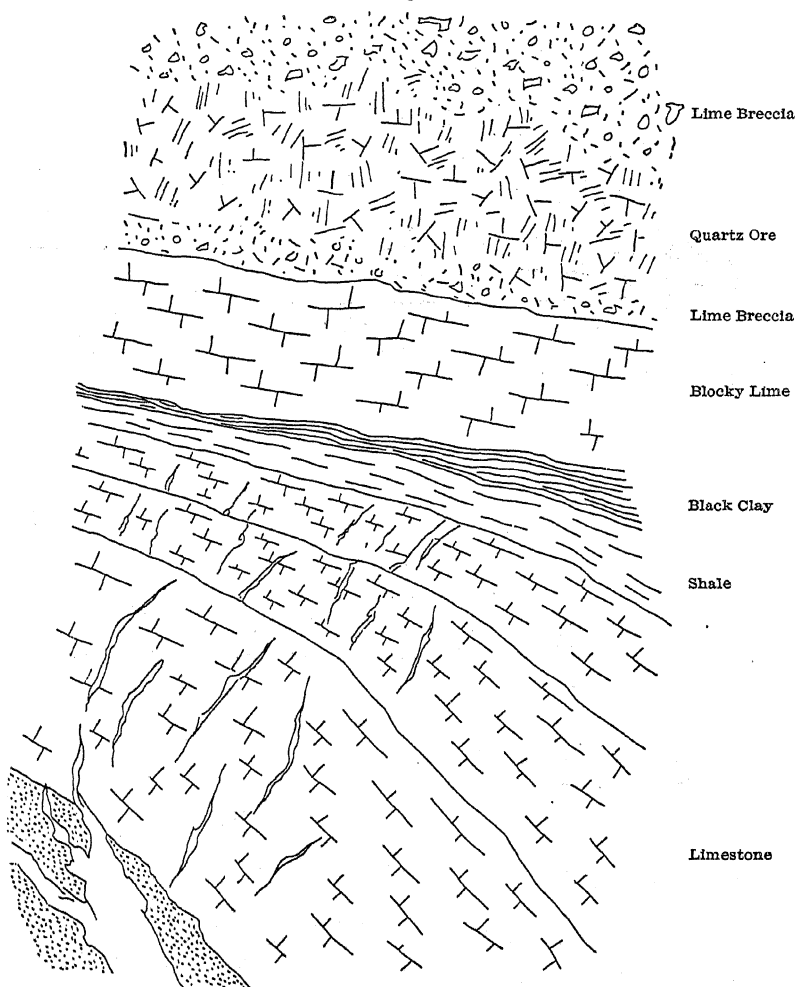 Lime Breccia
Quartz Ore
Lime Breccia
Blocky Lime
Black Clay
Shale
Limestone